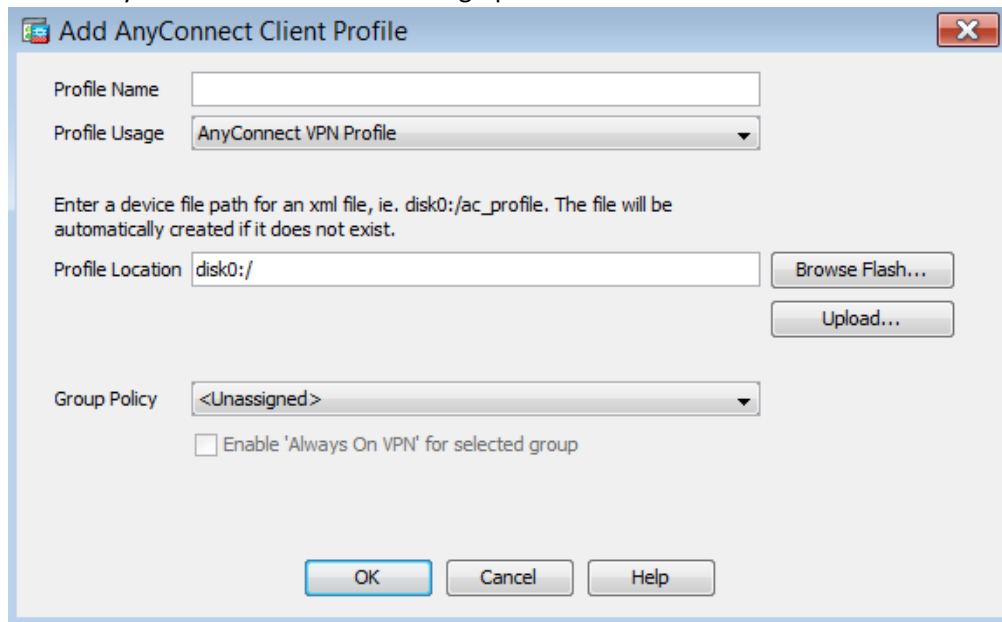 Add AnyConnect Client Profile
Profile Name
Profile Usage AnyConnect VPN Profile
Enter a device file path for an xml file, ie. disk0:/ac_profile. The file will be
automatically created if it does not exist.
Profile Location disk0:/ Browse Flash...
Upload...
Group Policy <Unassigned>
Enable 'Always On VPN' for selected group
OK Cancel Help